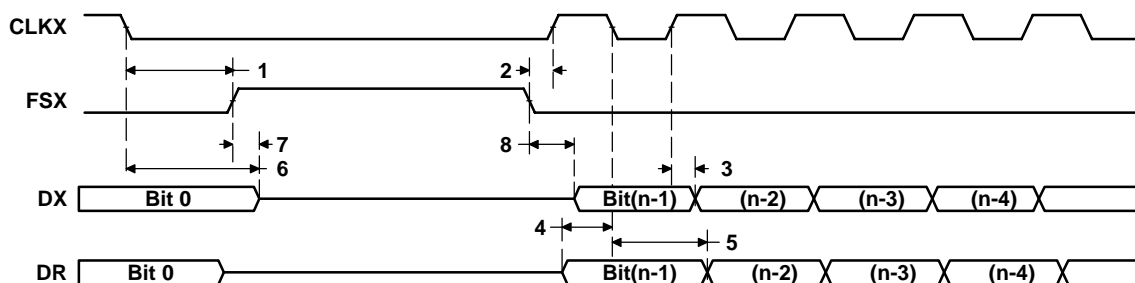 CLKX
1 2
FSX
7 8
6 3
DX Bit 0 Bit(n-1) (n-2) (n-3) (n-4)
4 5
DR Bit 0 Bit(n-1) (n-2) (n-3) (n-4)